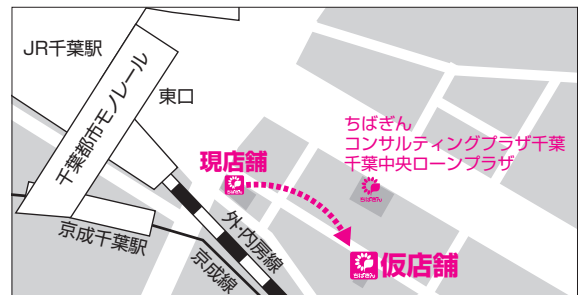 JR千葉駅
千葉都市モノレール
東口
ちばぎん
コンサルティングプラザ千葉
千葉中央ローンプラザ
現店舗
ちばぎん
ちばぎん
外・内房線
京成千葉駅
京成線
ちばぎん
仮店舗